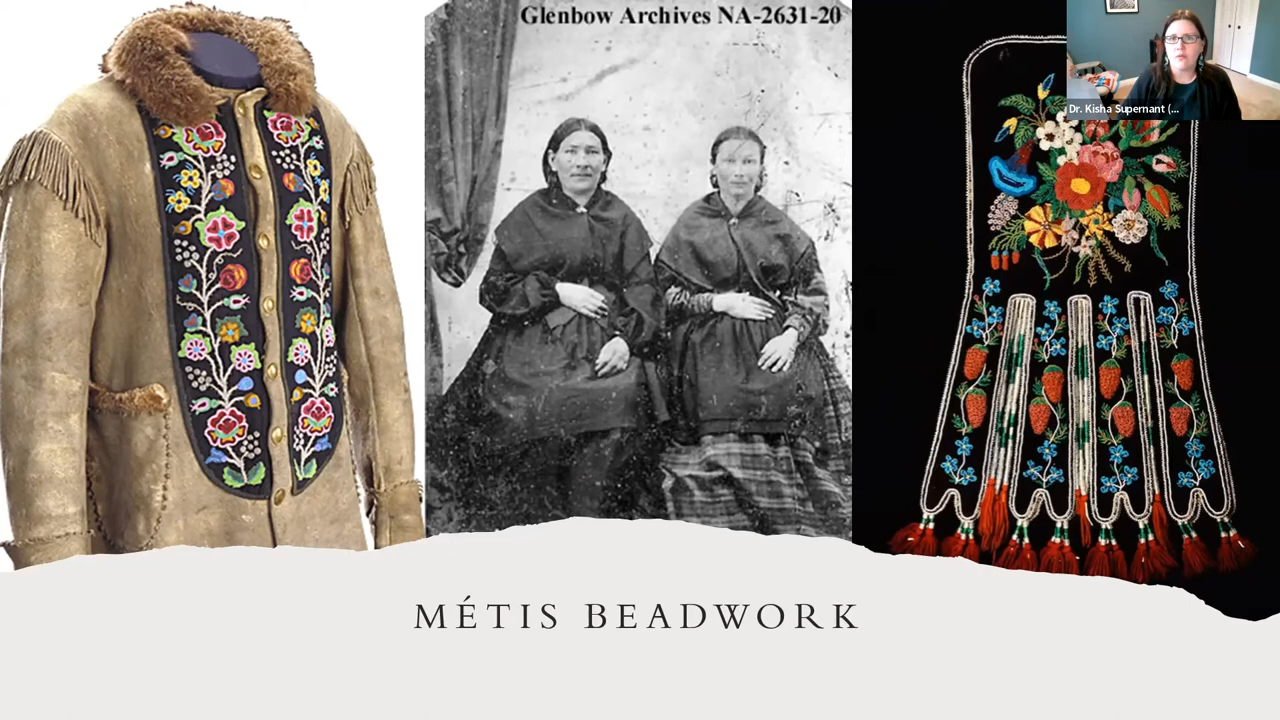 Glenbow Archives NA-2631-20
Dr. Kisha Supernant (...
MÉTIS BEADWORK